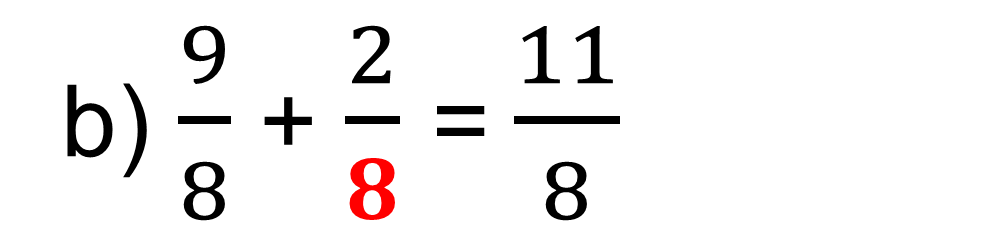 b) 9/8 + 2/8 = 11/8